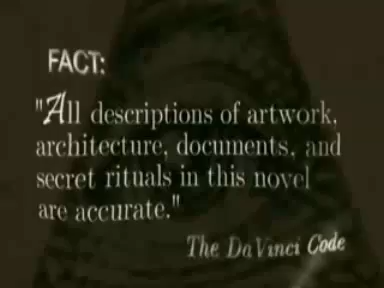 FACT:
"All descriptions of artwork,
architecture, documents, and
secret rituals in this novel
are accurate."
The DaVinci Code